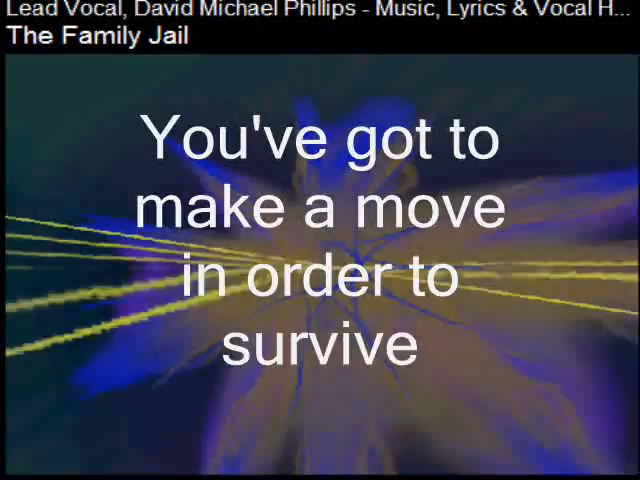 Lead Vocal, David Michael Phillips - Music, Lyrics & Vocal H...
The Family Jail
You've got to
make a move
in order to
survive